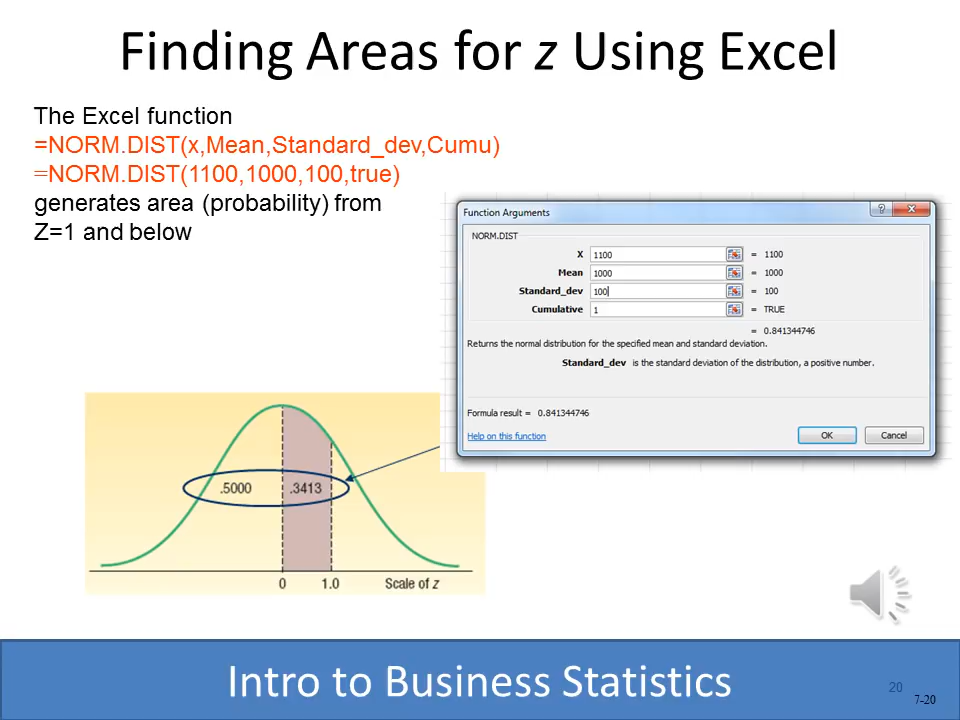 Finding Areas for z Using Excel
The Excel function
=NORM.DIST(x,Mean,Standard_dev,Cumu)
=NORM.DIST(1100,1000,100,true)
generates area (probability) from
Z=1 and below
Function Arguments
NORM.DIST
X 1100 = 1100
Mean 1000 = 1000
Standard_dev 100 = 100
Cumulative 1 = TRUE
= 0.841344746
Returns the normal distribution for the specified mean and standard deviation.
Standard_dev is the standard deviation of the distribution, a positive number.
Formula result = 0.841344746
Help on this function OK Cancel
.5000 .3413
0 1.0 Scale of z
Intro to Business Statistics
20
7-20